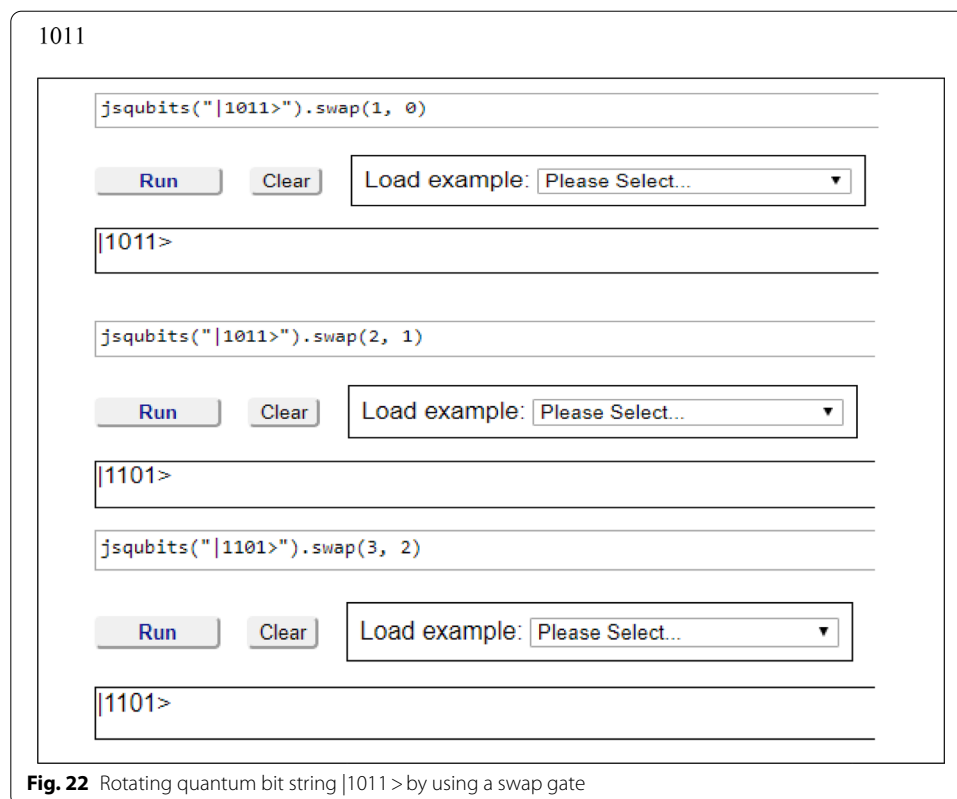 1011
jsqubits("|1011>").swap(1, 0)
Run Clear Load example: Please Select...
|1011>
jsqubits("|1011>").swap(2, 1)
Run Clear Load example: Please Select...
|1101>
jsqubits("|1101>").swap(3, 2)
Run Clear Load example: Please Select...
|1101>
Fig. 22 Rotating quantum bit string |1011 > by using a swap gate